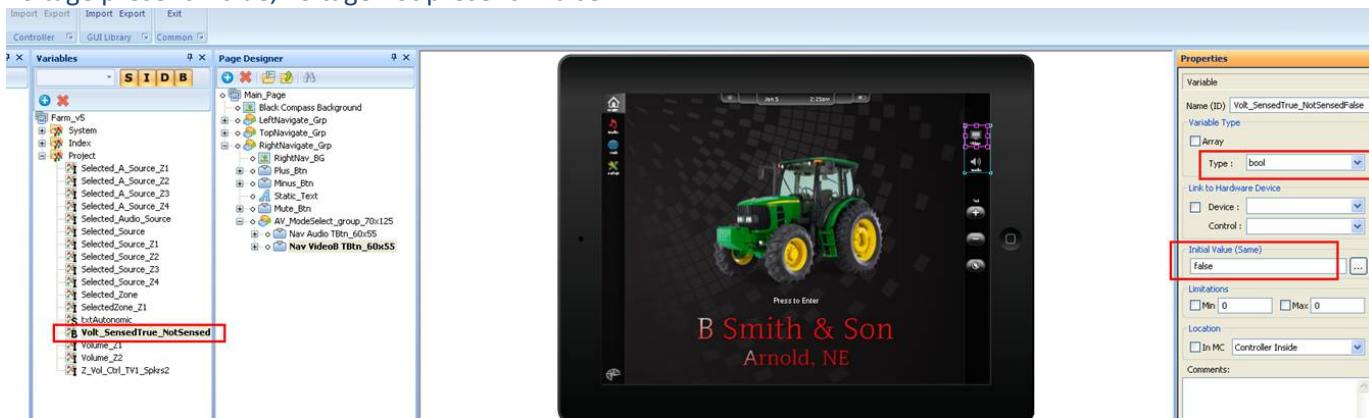 Import Export Import Export Exit
Controller GUI Library Common
Variables
S I D B
Farm_v5
System
Index
Project
Selected_A_Source_Z1
Selected_A_Source_Z2
Selected_A_Source_Z3
Selected_A_Source_Z4
Selected_Audio_Source
Selected_Source
Selected_Source_Z1
Selected_Source_Z2
Selected_Source_Z3
Selected_Source_Z4
Selected_Zone
SelectedZone_Z1
txtAutonomic
Volt_SensedTrue_NotSensed
Volume_Z1
Volume_Z2
Z_Vol_Ctrl_TV1_Spkrs2
Page Designer
Main_Page
Black Compass Background
LeftNavigate_Grp
TopNavigate_Grp
RightNavigate_Grp
RightNav_BG
Plus_Btn
Minus_Btn
Static_Text
Mute_Btn
AV_ModeSelect_group_70x125
Nav Audio TBtn_60x55
Nav VideoB TBtn_60x55
Jan 5 2:25am
Press to Enter
B Smith & Son
Arnold, NE
Properties
Variable
Name (ID) Volt_SensedTrue_NotSensedFalse
Variable Type
Array
Type : bool
Link to Hardware Device
Device :
Control :
Initial Value (Same)
False
...
Limitations
Min 0 Max 0
Location
In MC Controller Inside
Comments: